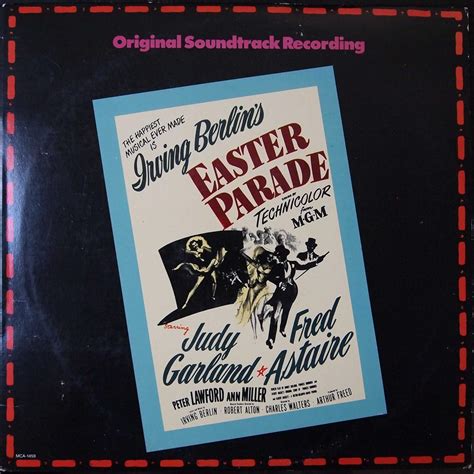 Original Soundtrack Recording
THE HAPPIEST
MUSICAL EVER MADE
IS
Irving Berlin's
EASTER
PARADE
TECHNICOLOR
from
M-G-M
starring
Judy
Garland
Fred
Astaire
PETER LAWFORD ANN MILLER
IRVING BERLIN ROBERT ALTON CHARLES WALTERS ARTHUR FREED